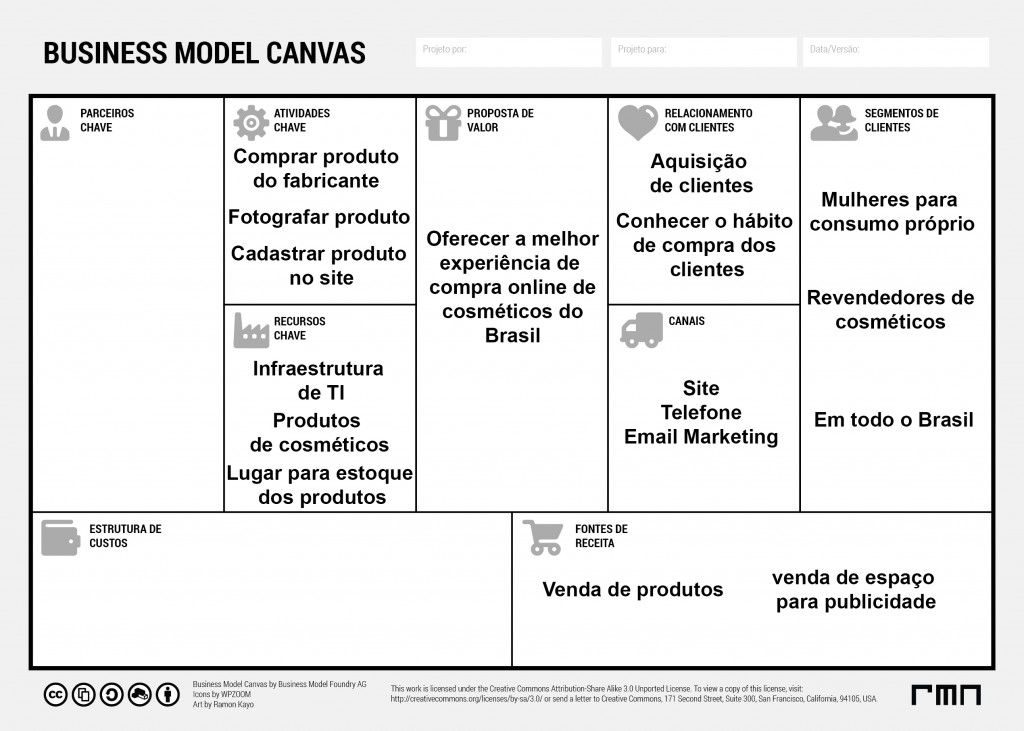 BUSINESS MODEL CANVAS
Projeto por:
Projeto para:
Data/Versão:
PARCEIROS
CHAVE
ATIVIDADES
CHAVE
Comprar produto
do fabricante
Fotografar produto
Cadastrar produto
no site
RECURSOS
CHAVE
Infraestrutura
de TI
Produtos
de cosméticos
Lugar para estoque
dos produtos
PROPOSTA DE
VALOR
Oferecer a melhor
experiência de
compra online de
cosméticos do
Brasil
RELACIONAMENTO
COM CLIENTES
Aquisição
de clientes
Conhecer o hábito
de compra dos
clientes
CANAIS
Site
Telefone
Email Marketing
SEGMENTOS DE
CLIENTES
Mulheres para
consumo próprio
Revendedores de
cosméticos
Em todo o Brasil
ESTRUTURA DE
CUSTOS
FONTES DE
RECEITA
Venda de produtos
venda de espaço
para publicidade
cc
Business Model Canvas by Business Model Foundry AG
Icons by WPZOOM
Art by Ramon Kayo
This work is licensed under the Creative Commons Attribution-Share Alike 3.0 Unported License. To view a copy of this license, visit:
http://creativecommons.org/licenses/by-sa/3.0/ or send a letter to Creative Commons, 171 Second Street, Suite 300, San Francisco, California, 94105, USA.
rmn